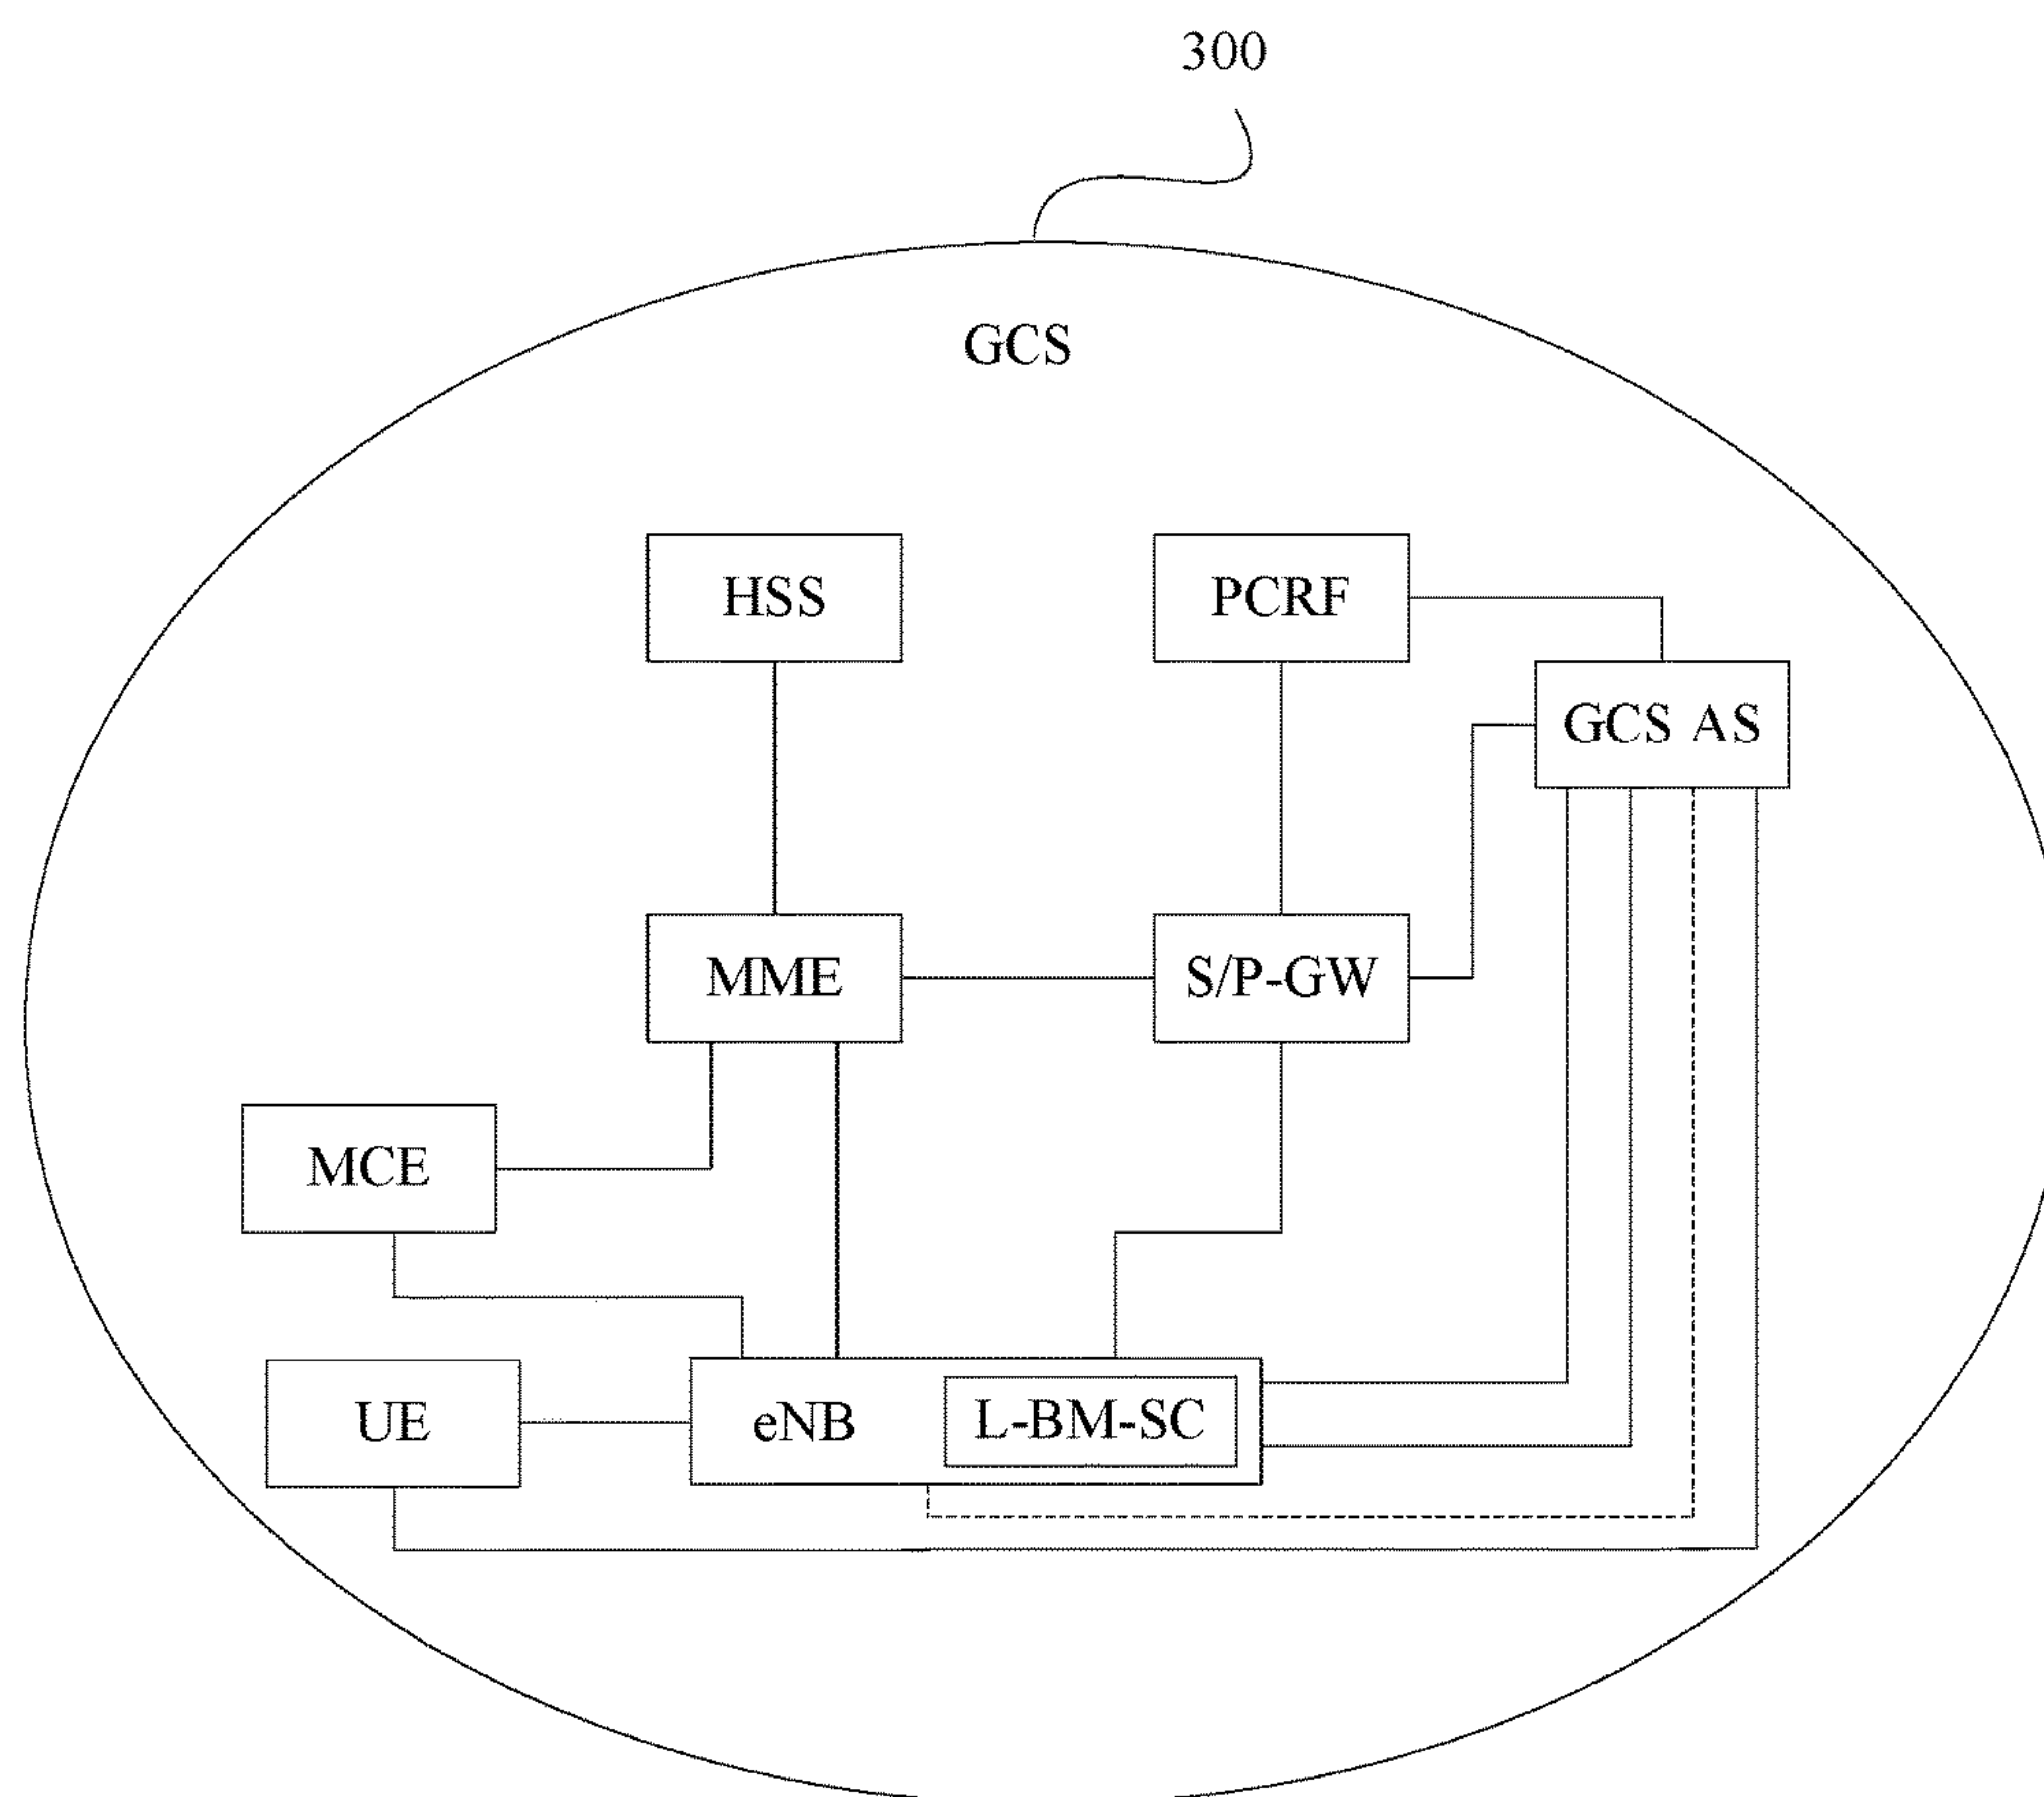 300
GCS
HSS
PCRF
GCS AS
MME
S/P-GW
MCE
UE
eNB
L-BM-SC